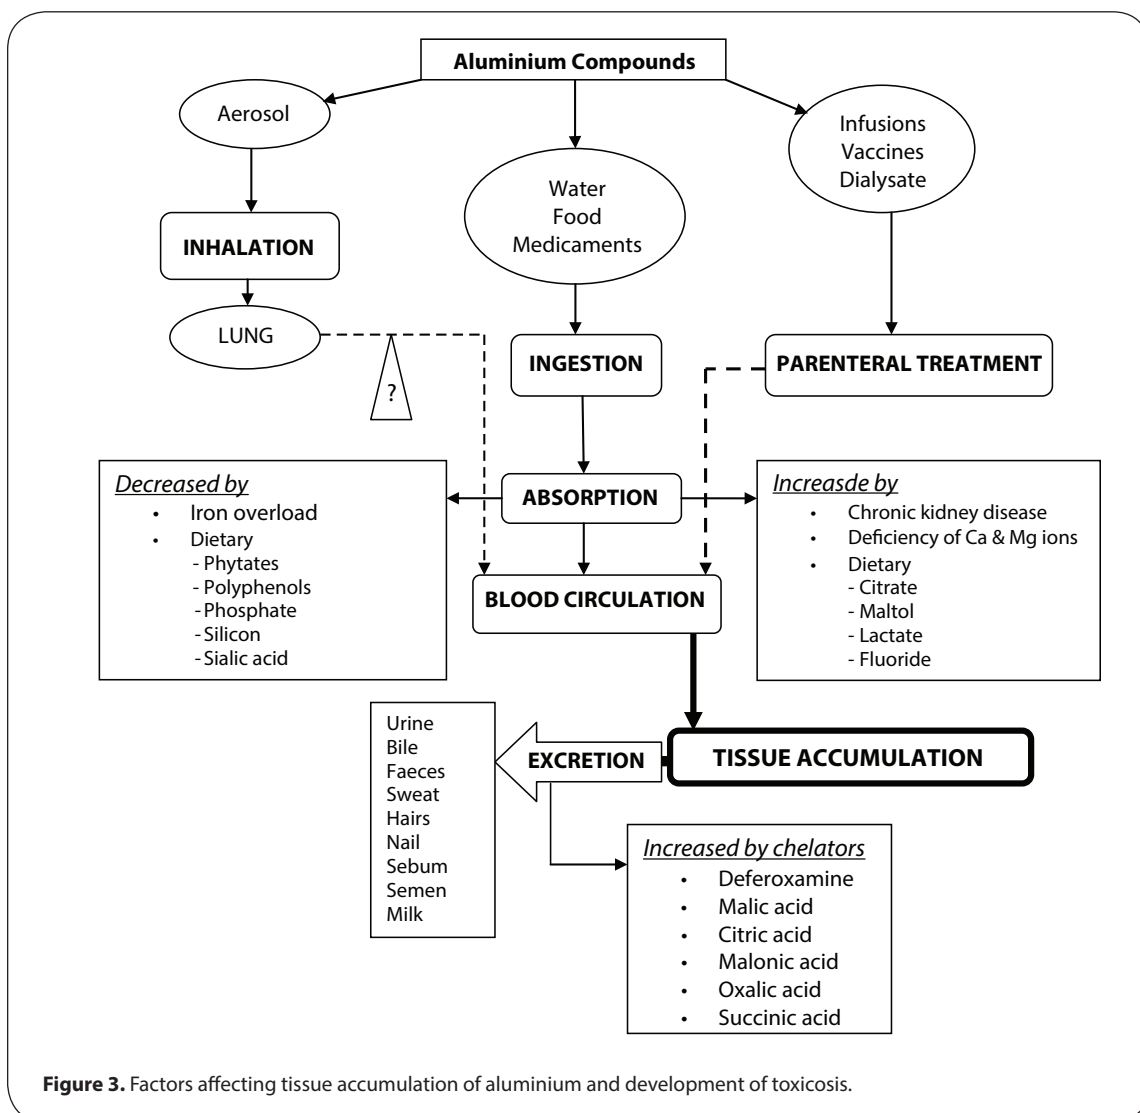 Aluminium Compounds
Aerosol
Infusions
Vaccines
Dialysate
Water
Food
Medicaments
INHALATION
LUNG
?
INGESTION
PARENTERAL TREATMENT
Decreased by
• Iron overload
• Dietary
- Phytates
- Polyphenols
- Phosphate
- Silicon
- Sialic acid
ABSORPTION
Increasde by
• Chronic kidney disease
• Deficiency of Ca & Mg ions
• Dietary
- Citrate
- Maltol
- Lactate
- Fluoride
BLOOD CIRCULATION
Urine
Bile
Faeces
Sweat
Hairs
Nail
Sebum
Semen
Milk
EXCRETION
TISSUE ACCUMULATION
Increased by chelators
• Deferoxamine
• Malic acid
• Citric acid
• Malonic acid
• Oxalic acid
• Succinic acid
Figure 3. Factors affecting tissue accumulation of aluminium and development of toxicosis.